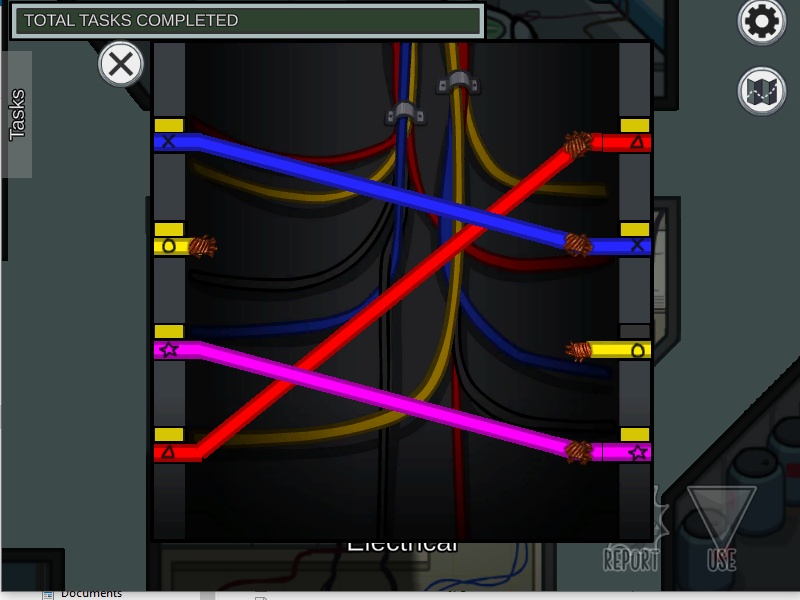 TOTAL TASKS COMPLETED
Tasks
Electrical
REPORT
USE
Documents